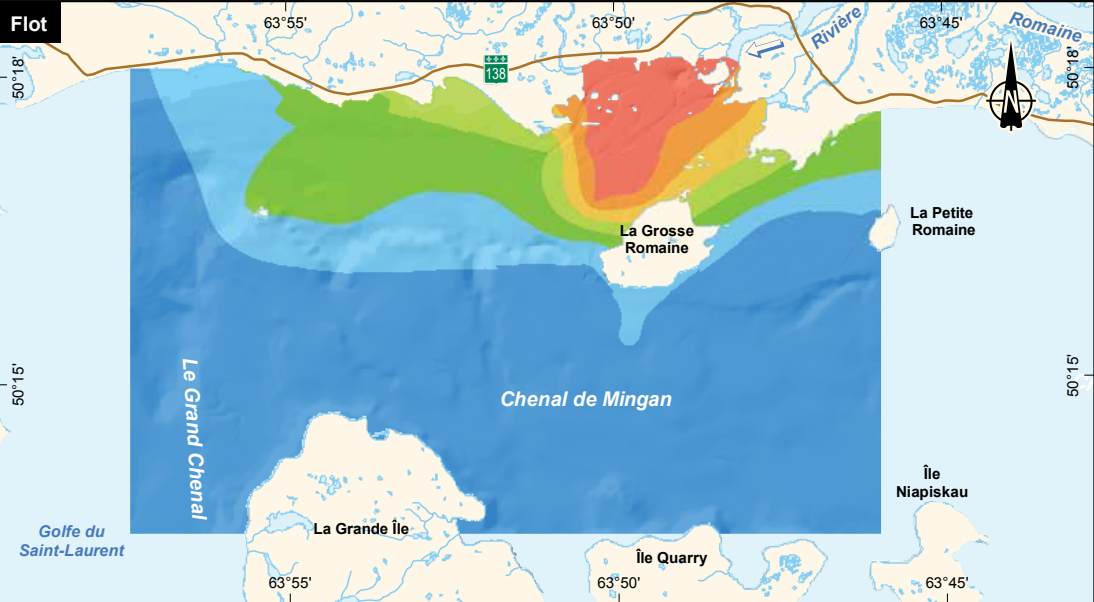 Flot
63°55'
63°50'
63°45'
Rivière
Romaine
50°18'
138
50°18'
N
La Petite
Romaine
La Grosse
Romaine
50°15'
50°15'
Le Grand Chenal
Chenal de Mingan
Île
Niapiskau
La Grande Île
Golfe du
Saint-Laurent
Île Quarry
63°55'
63°50'
63°45'